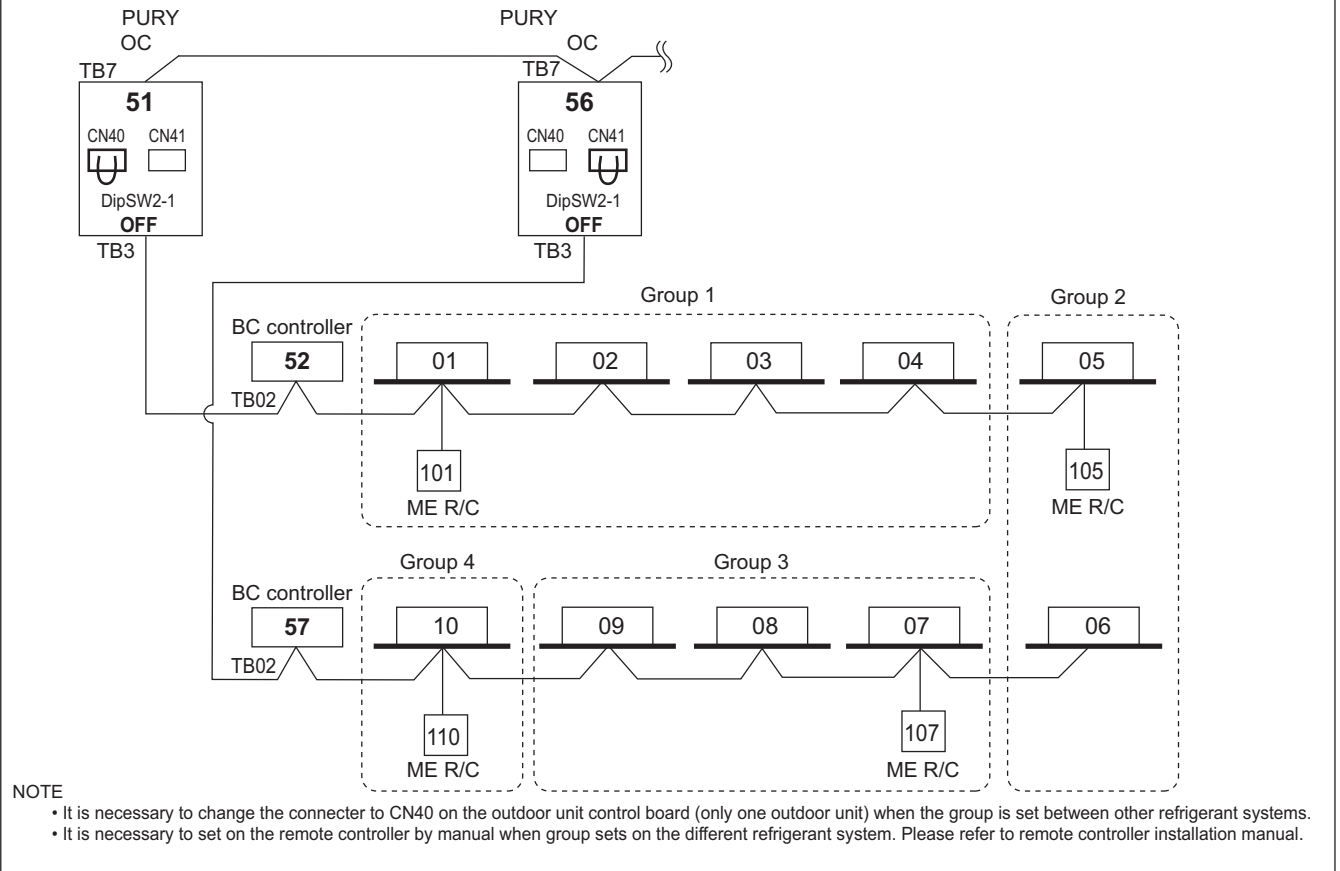 PURY
OC
TB7
51
CN40 CN41
DipSW2-1
OFF
TB3
PURY
OC
TB7
56
CN40 CN41
DipSW2-1
OFF
TB3
Group 1
Group 2
BC controller
52
TB02
01
02
03
04
05
101
ME R/C
105
ME R/C
Group 4
Group 3
BC controller
57
TB02
10
09
08
07
06
110
ME R/C
107
ME R/C
NOTE
• It is necessary to change the connecter to CN40 on the outdoor unit control board (only one outdoor unit) when the group is set between other refrigerant systems.
• It is necessary to set on the remote controller by manual when group sets on the different refrigerant system. Please refer to remote controller installation manual.